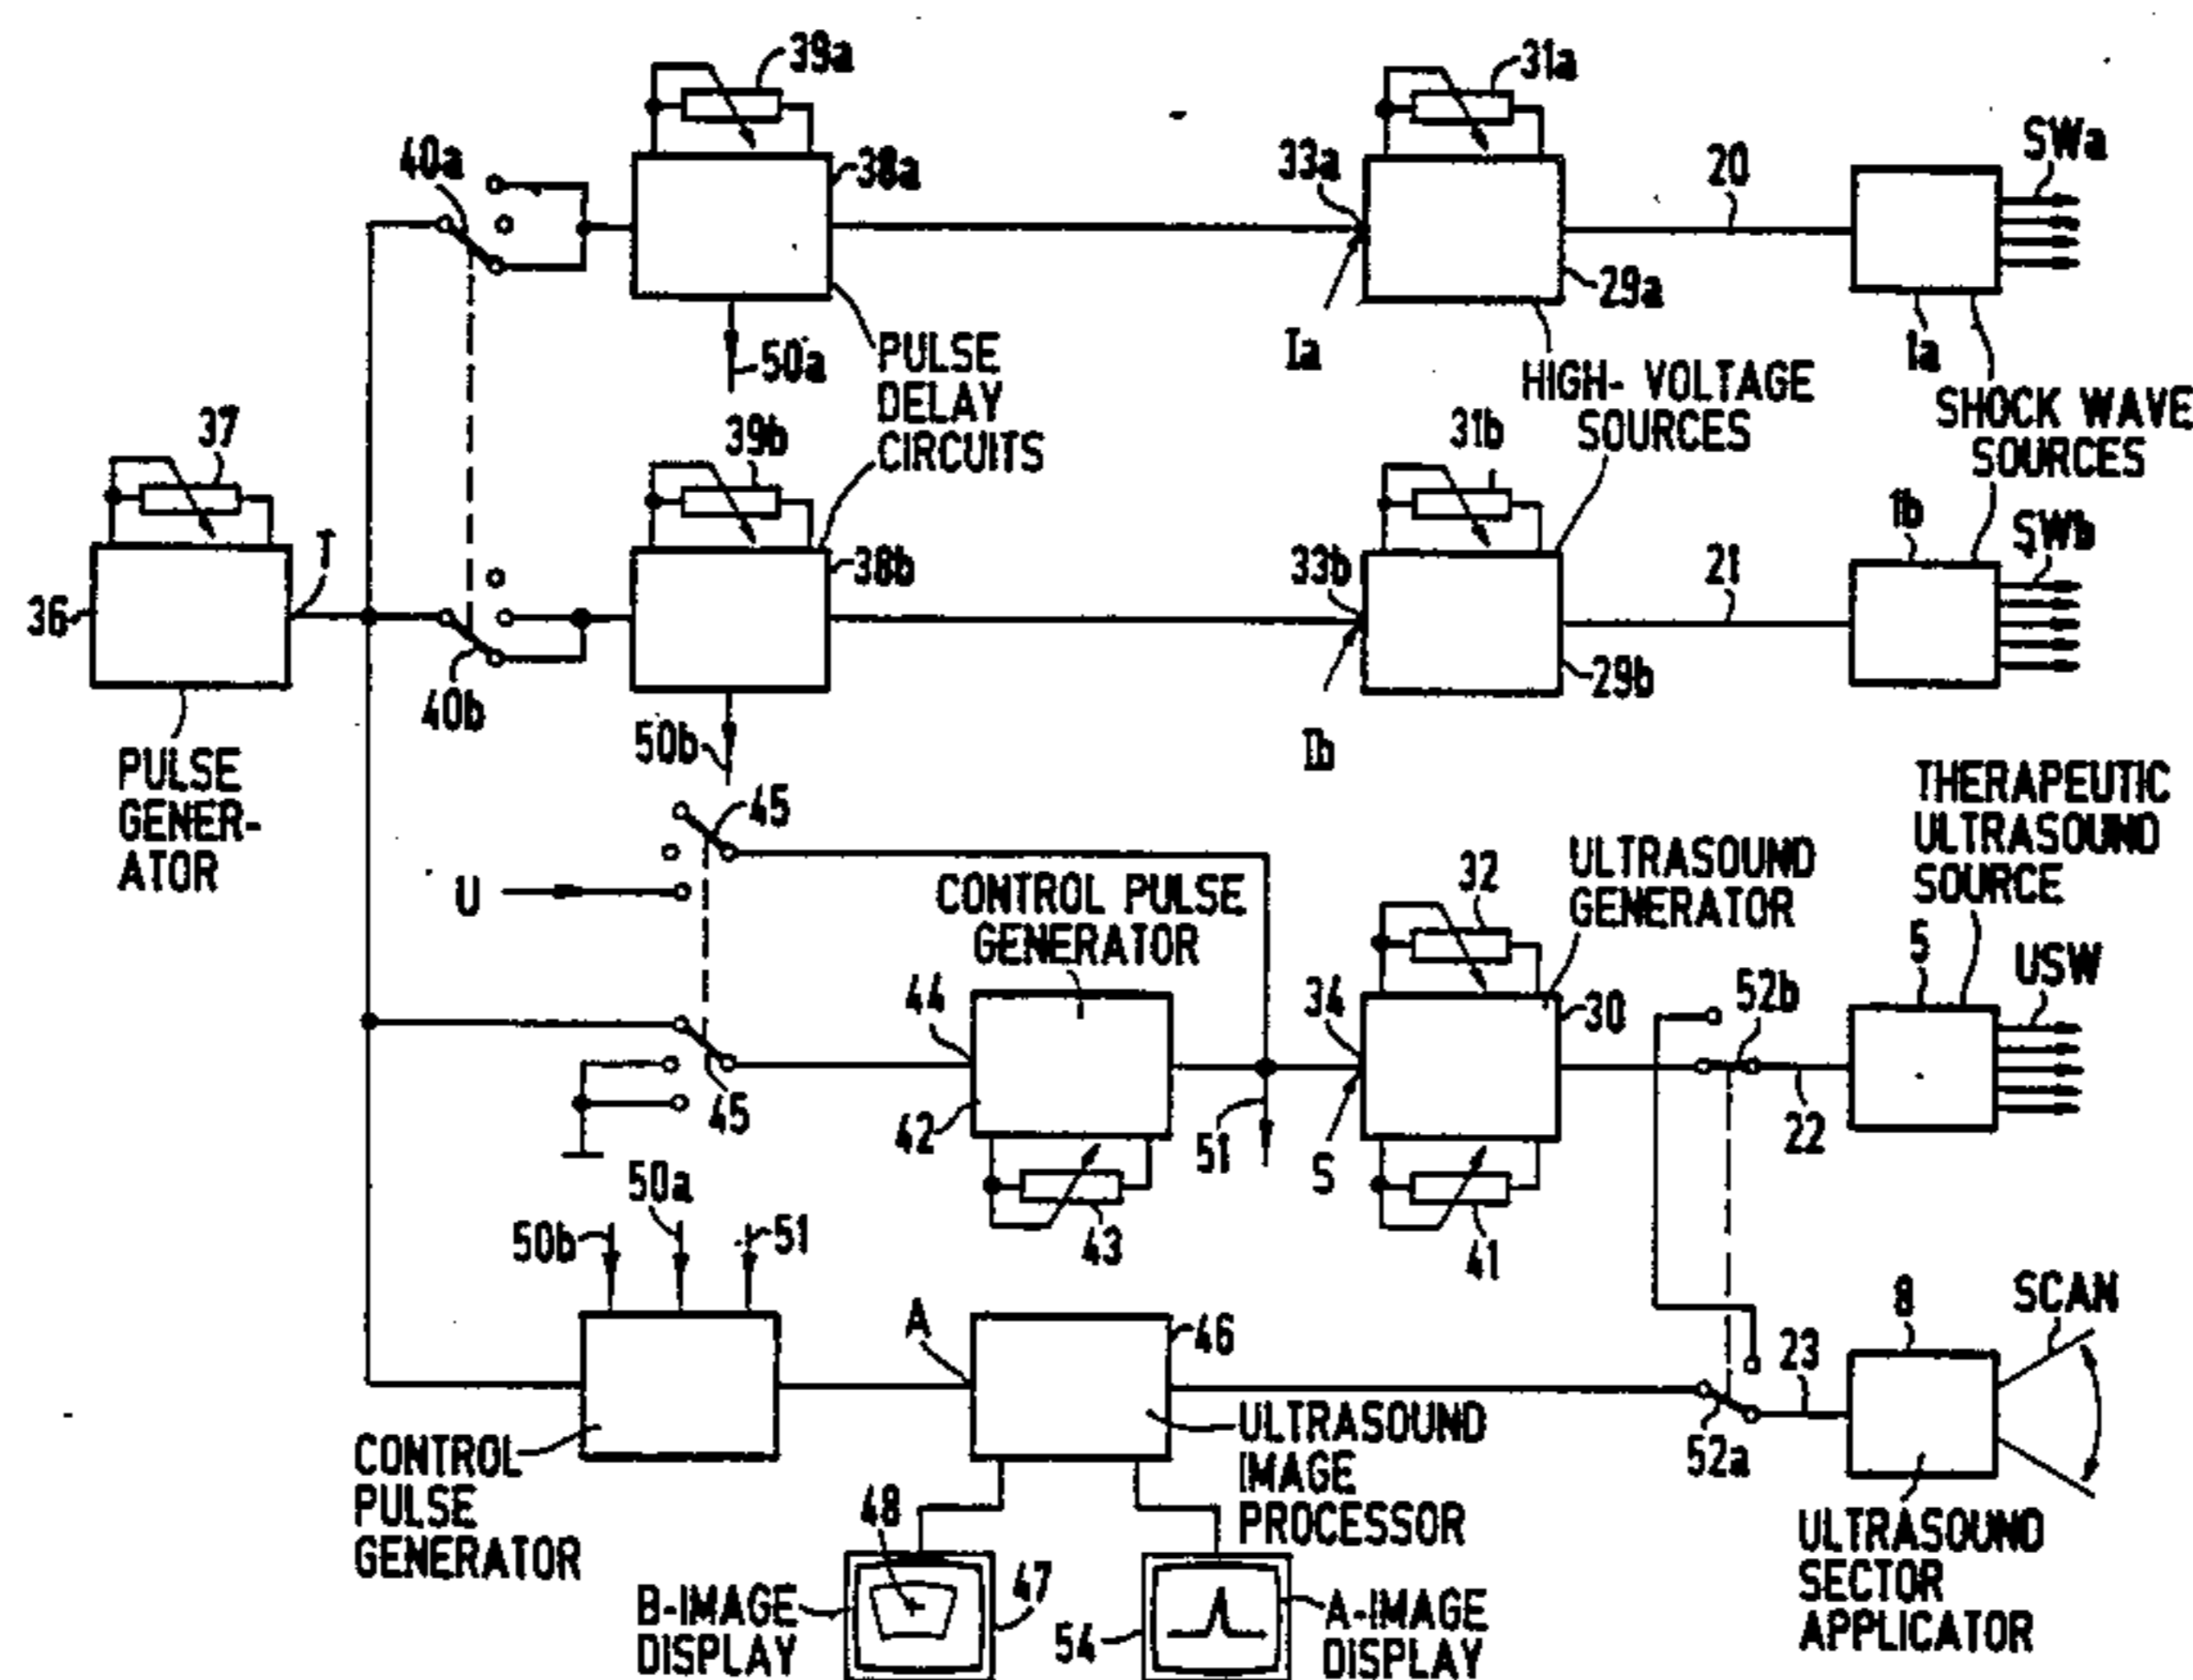 39a
31a
40a
38a
33a
20
SWa
50a
PULSE
DELAY
CIRCUITS
Ia
29a
1a
HIGH- VOLTAGE
SOURCES
SHOCK WAVE
SOURCES
37
39b
31b
1b
SWb
T
36
38b
33b
21
40b
29b
50b
Ib
PULSE
GENER-
ATOR
45
U
CONTROL PULSE
GENERATOR
32
ULTRASOUND
GENERATOR
THERAPEUTIC
ULTRASOUND
SOURCE
5
USW
44
34
30
52b
42
45
51
S
22
43
41
50b
50a
51
A
46
8
SCAN
23
52a
CONTROL
PULSE
GENERATOR
ULTRASOUND
IMAGE
PROCESSOR
48
47
B-IMAGE
DISPLAY
54
A-IMAGE
DISPLAY
ULTRASOUND
SECTOR
APPLICATOR